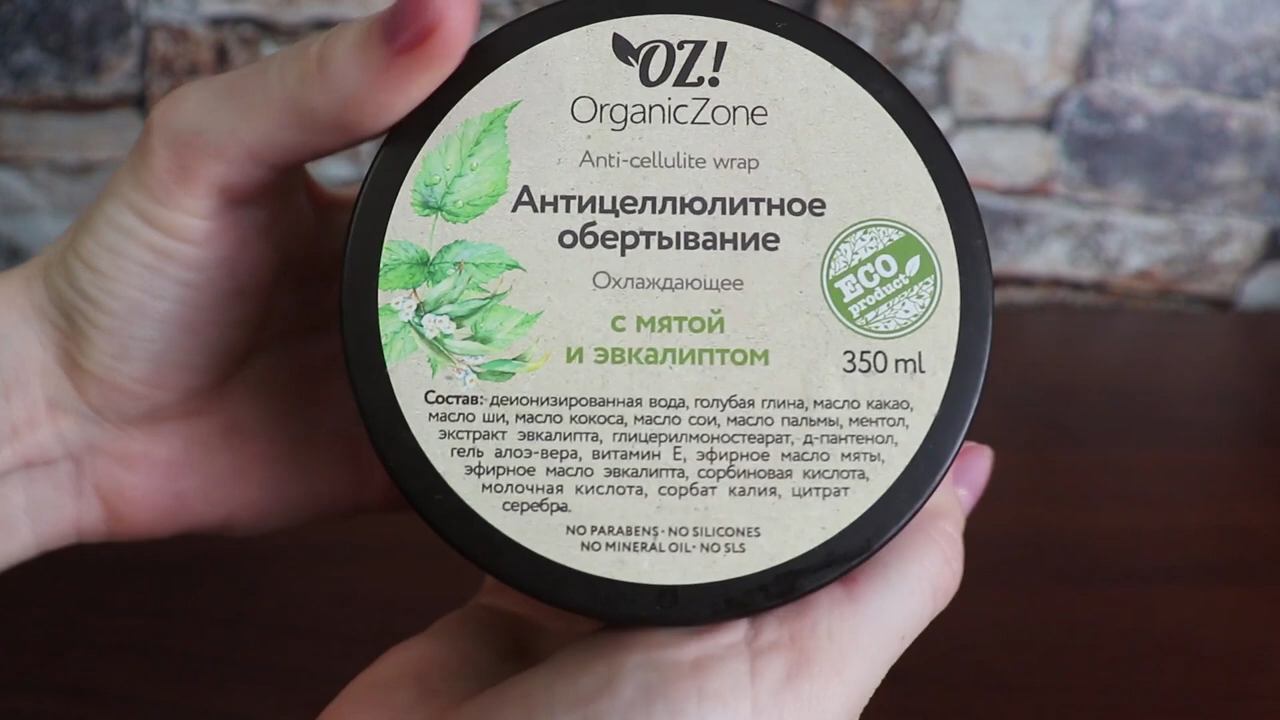 OZ!
OrganicZone
Anti-cellulite wrap
Антицеллюлитное
обертывание
Охлаждающее
с мятой
и эвкалиптом
ECO
product
350 ml
Состав: деионизированная вода, голубая глина, масло какао,
масло ши, масло кокоса, масло сои, масло пальмы, ментол,
экстракт эвкалипта, глицерилмоностеарат, д-пантенол,
гель алоэ-вера, витамин Е, эфирное масло мяты,
эфирное масло эвкалипта, сорбиновая кислота,
молочная кислота, сорбат калия, цитрат
серебра.
NO PARABENS· NO SILICONES
NO MINERAL OIL· NO SLS